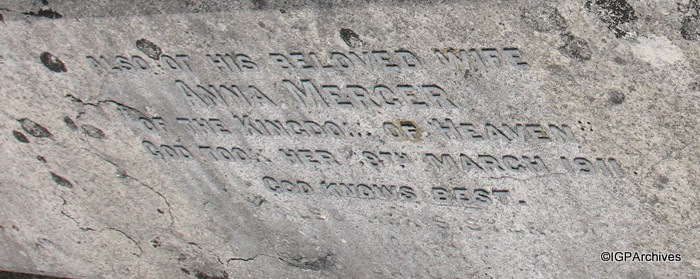 ALSO OF HIS BELOVED WIFE
ANNA MERCER
OF THE KINGDOM OF HEAVEN"
GOD TOOK HER 9TH MARCH 1911
GOD KNOWS BEST.
©IGPArchives